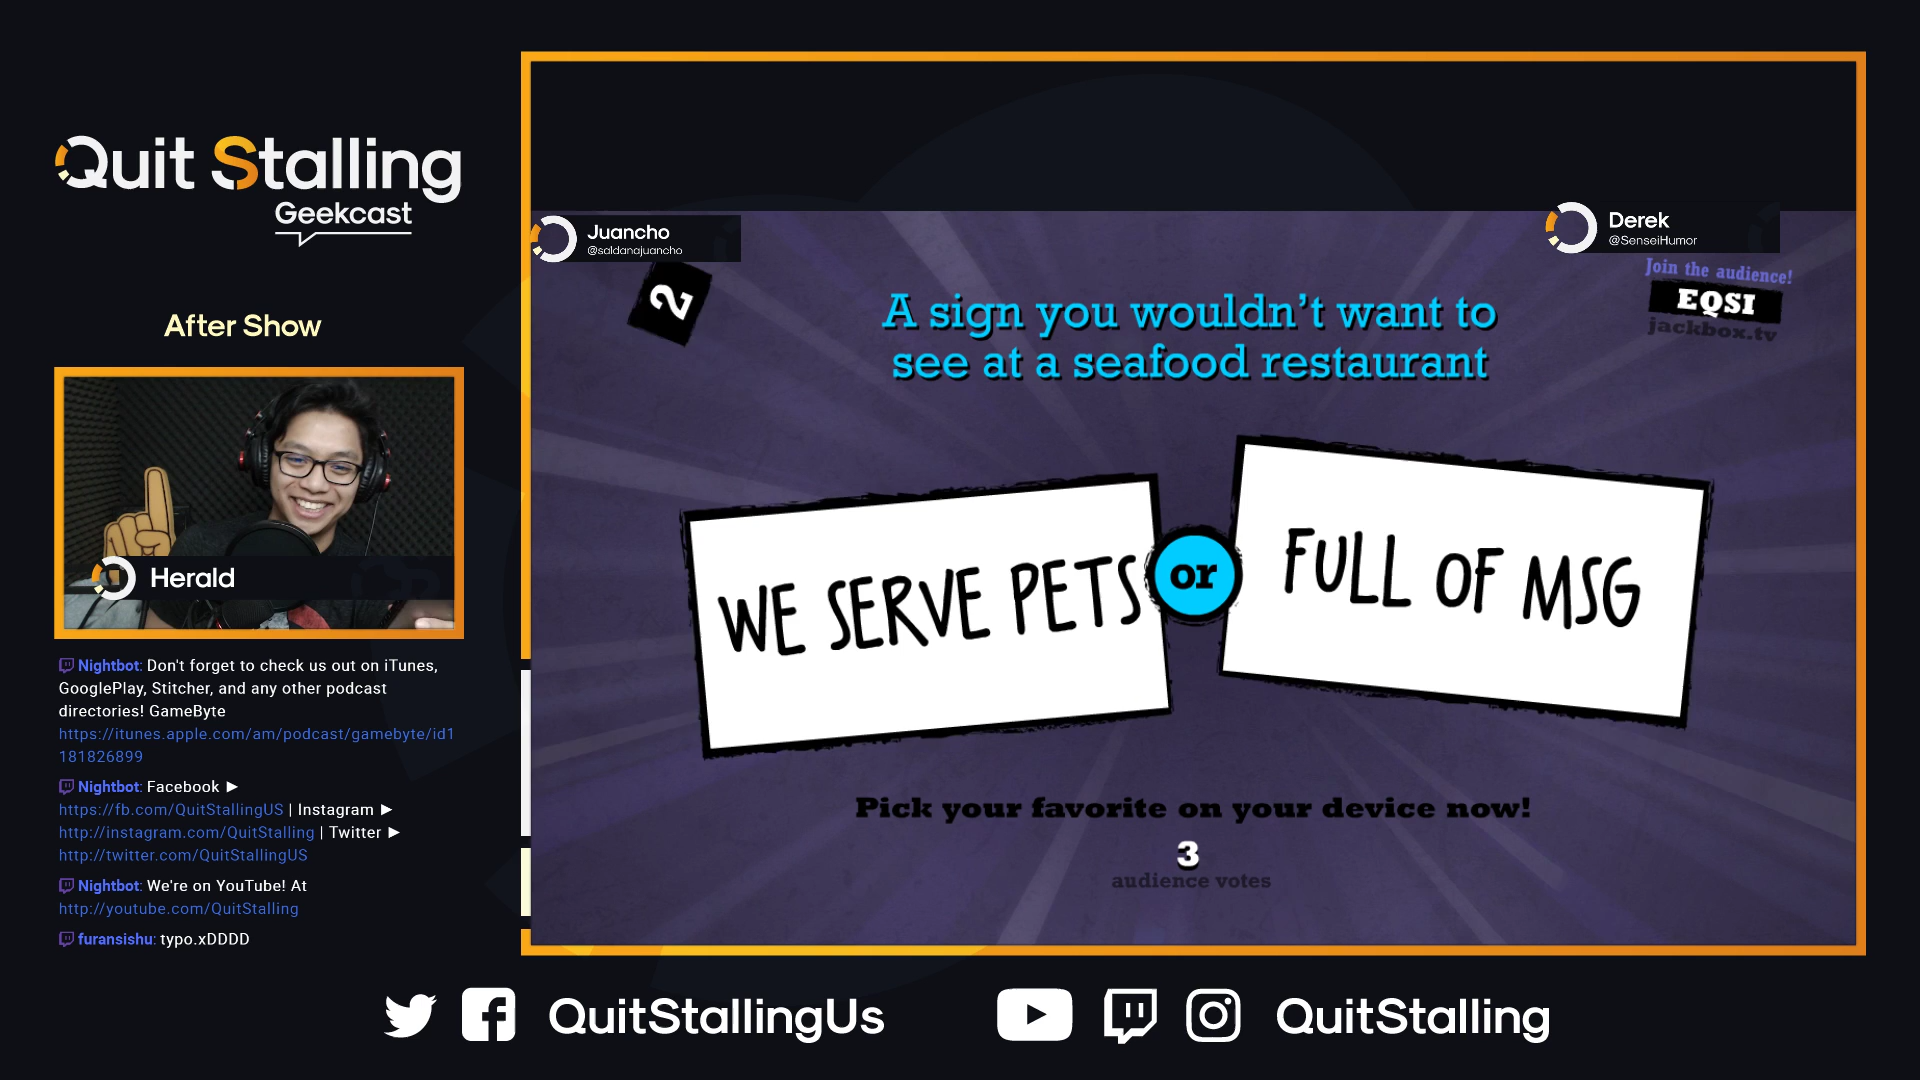 Quit Stalling
Geekcast
After Show
Herald
Nightbot: Don't forget to check us out on iTunes,
GooglePlay, Stitcher, and any other podcast
directories! GameByte
https://itunes.apple.com/am/podcast/gamebyte/id1
181826899
Nightbot: Facebook ►
https://fb.com/QuitStallingUS | Instagram ►
http://instagram.com/QuitStalling | Twitter ►
http://twitter.com/QuitStallingUS
Nightbot: We're on YouTube! At
http://youtube.com/QuitStalling
furansishu: typo.xDDDD
Juancho
@saldanajuancho
Derek
@SenseiHumor
2
Join the audience!
EQSI
jackbox.tv
A sign you wouldn't want to
see at a seafood restaurant
WE SERVE PETS
or
FULL OF MSG
Pick your favorite on your device now!
3
audience votes
QuitStallingUs
QuitStalling